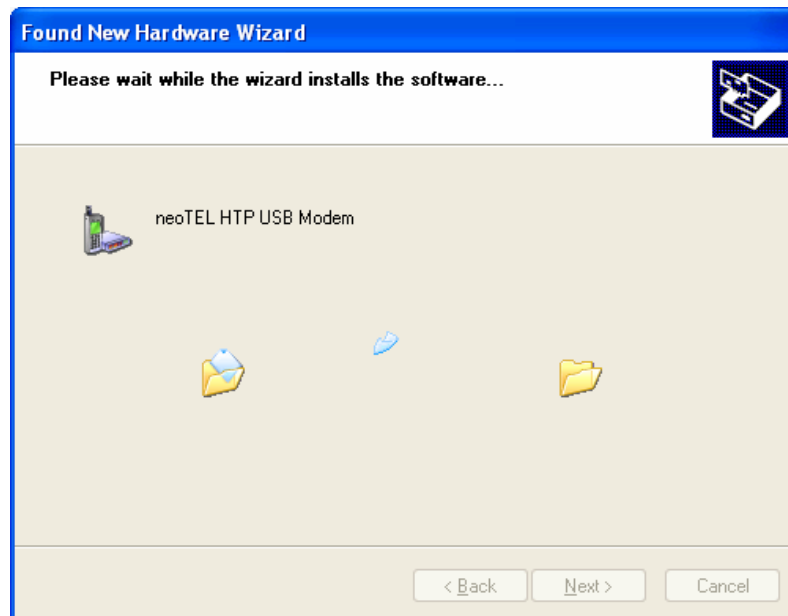 Found New Hardware Wizard
Please wait while the wizard installs the software...
neoTEL HTP USB Modem
< Back Next > Cancel